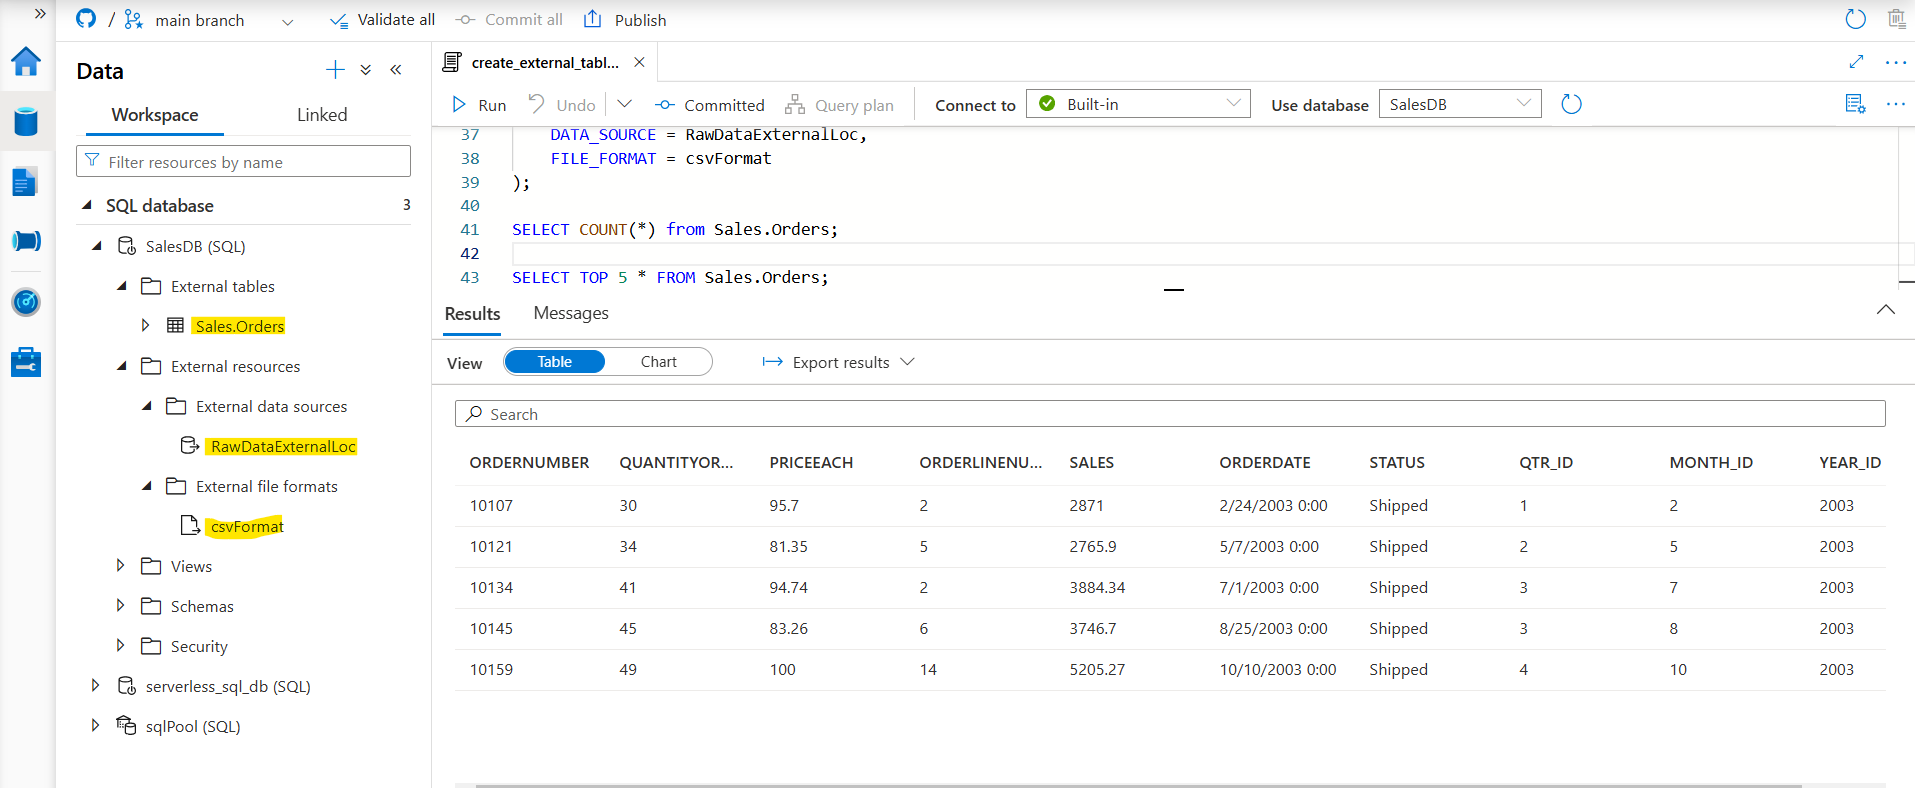 / main branch Validate all Commit all Publish
Data
Workspace Linked
Filter resources by name
SQL database 3
SalesDB (SQL)
External tables
Sales.Orders
External resources
External data sources
RawDataExternalLoc
External file formats
csvFormat
Views
Schemas
Security
serverless_sql_db (SQL)
sqlPool (SQL)
create_external_tabl...
Run Undo Committed Query plan Connect to Built-in Use database SalesDB
37 DATA_SOURCE = RawDataExternalLoc,
38 FILE_FORMAT = csvFormat
39 );
40
41 SELECT COUNT(*) from Sales.Orders;
42
43 SELECT TOP 5 * FROM Sales.Orders;
Results Messages
View Table Chart Export results
Search
ORDERNUMBER QUANTITYOR... PRICEEACH ORDERLINENU... SALES ORDERDATE STATUS QTR_ID MONTH_ID YEAR_ID
10107 30 95.7 2 2871 2/24/2003 0:00 Shipped 1 2 2003
10121 34 81.35 5 2765.9 5/7/2003 0:00 Shipped 2 5 2003
10134 41 94.74 2 3884.34 7/1/2003 0:00 Shipped 3 7 2003
10145 45 83.26 6 3746.7 8/25/2003 0:00 Shipped 3 8 2003
10159 49 100 14 5205.27 10/10/2003 0:00 Shipped 4 10 2003